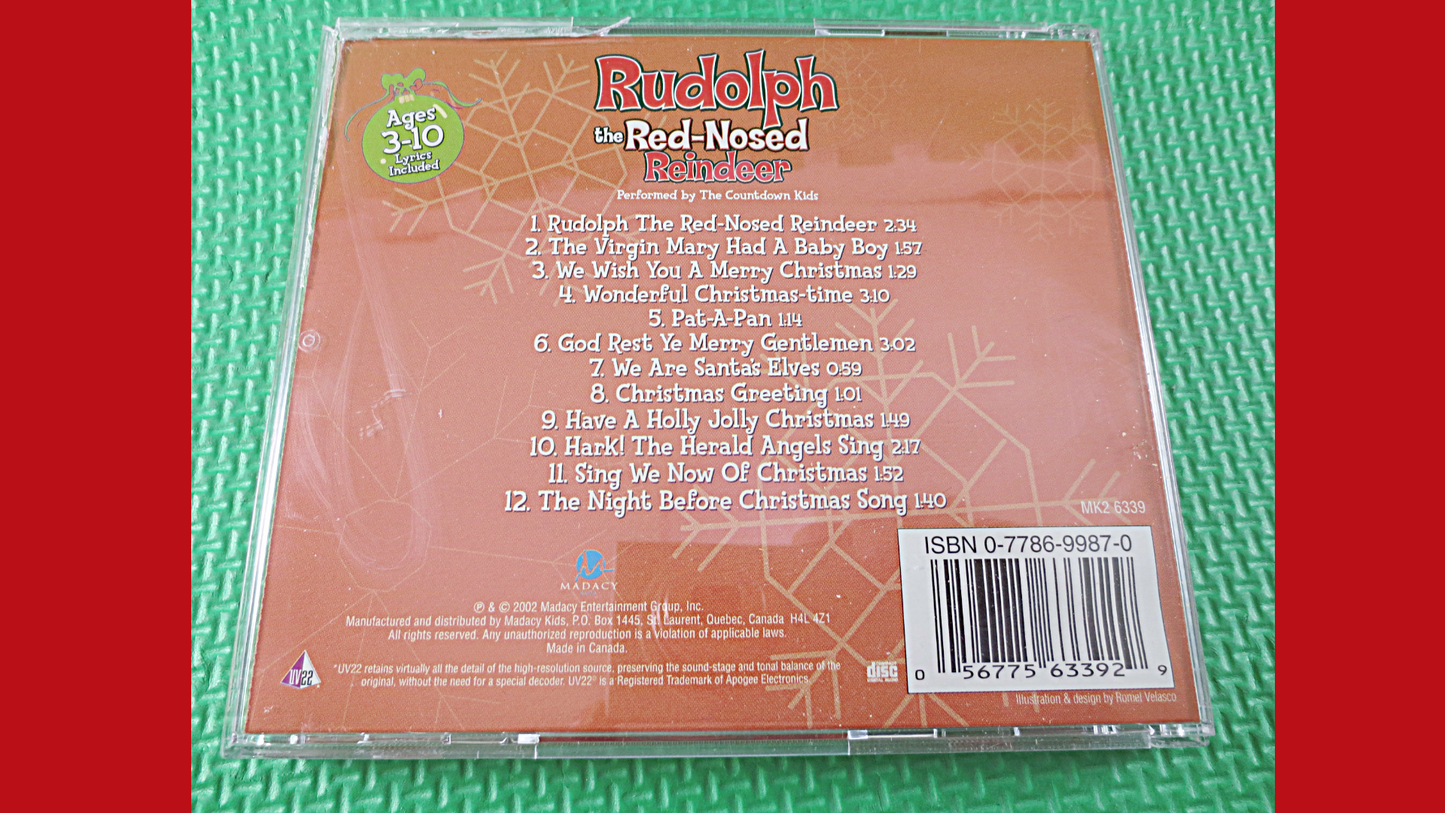 Ages
3-10
Lyrics
Included
Rudolph
the Red-Nosed
Reindeer
Performed by The Countdown Kids
1. Rudolph The Red-Nosed Reindeer 2:34
2. The Virgin Mary Had A Baby Boy 1:57
3. We Wish You A Merry Christmas 1:29
4. Wonderful Christmas-time 3:10
5. Pat-A-Pan 1:14
6. God Rest Ye Merry Gentlemen 3:02
7. We Are Santa's Elves 0:59
8. Christmas Greeting 1:01
9. Have A Holly Jolly Christmas 1:49
10. Hark! The Herald Angels Sing 2:17
11. Sing We Now Of Christmas 1:52
12. The Night Before Christmas Song 1:40
MK2 6339
ISBN 0-7786-9987-0
0 56775 63392 9
Illustration & design by Romel Velasco
MADACY
℗ & © 2002 Madacy Entertainment Group, Inc.
Manufactured and distributed by Madacy Kids, P.O. Box 1445, St. Laurent, Quebec, Canada H4L 4Z1
All rights reserved. Any unauthorized reproduction is a violation of applicable laws.
Made in Canada.
UV22
"UV22 retains virtually all the detail of the high-resolution source, preserving the sound-stage and tonal balance of the
original, without the need for a special decoder. UV22® is a Registered Trademark of Apogee Electronics.
COMPACT
disc
DIGITAL AUDIO